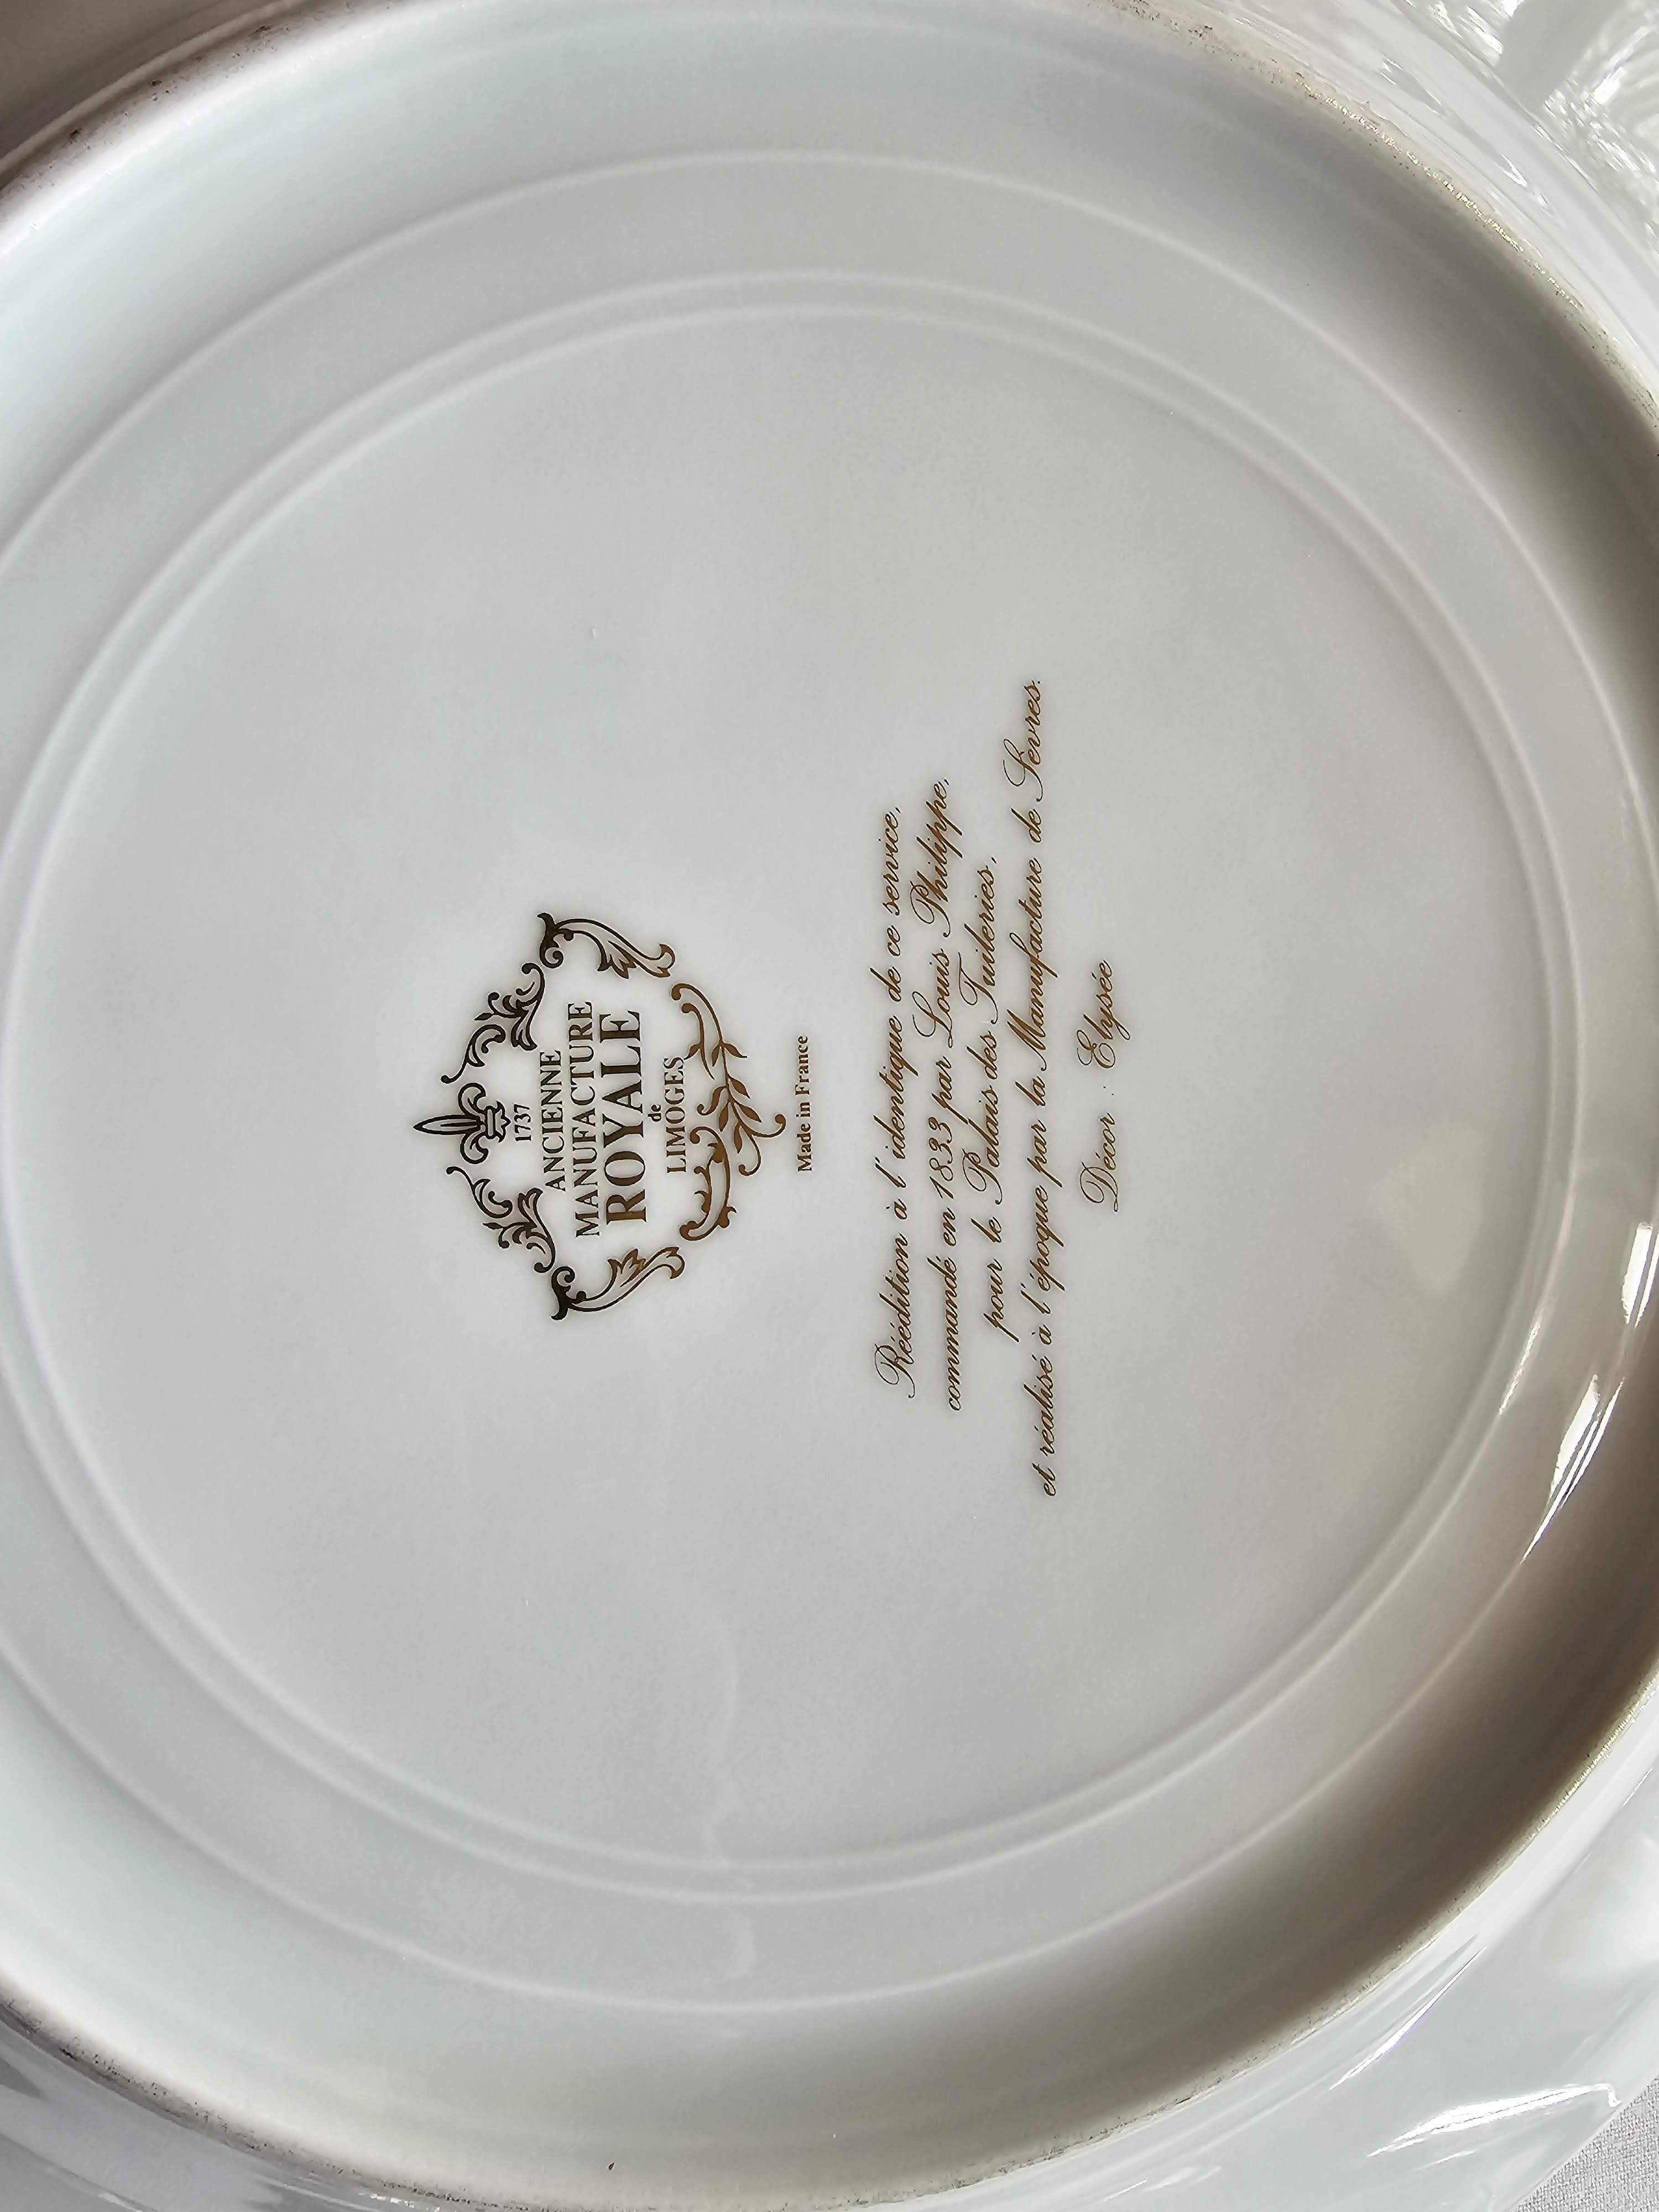 1737
ANCIENNE
MANUFACTURE
ROYALE
de
LIMOGES
Made in France
Réédition à l'identique de ce service,
commandé en 1833 par Louis Philippe,
pour le Palais des Tuileries,
et réalisé à l'époque par la Manufacture de Sèvres.
Décor : Elysée